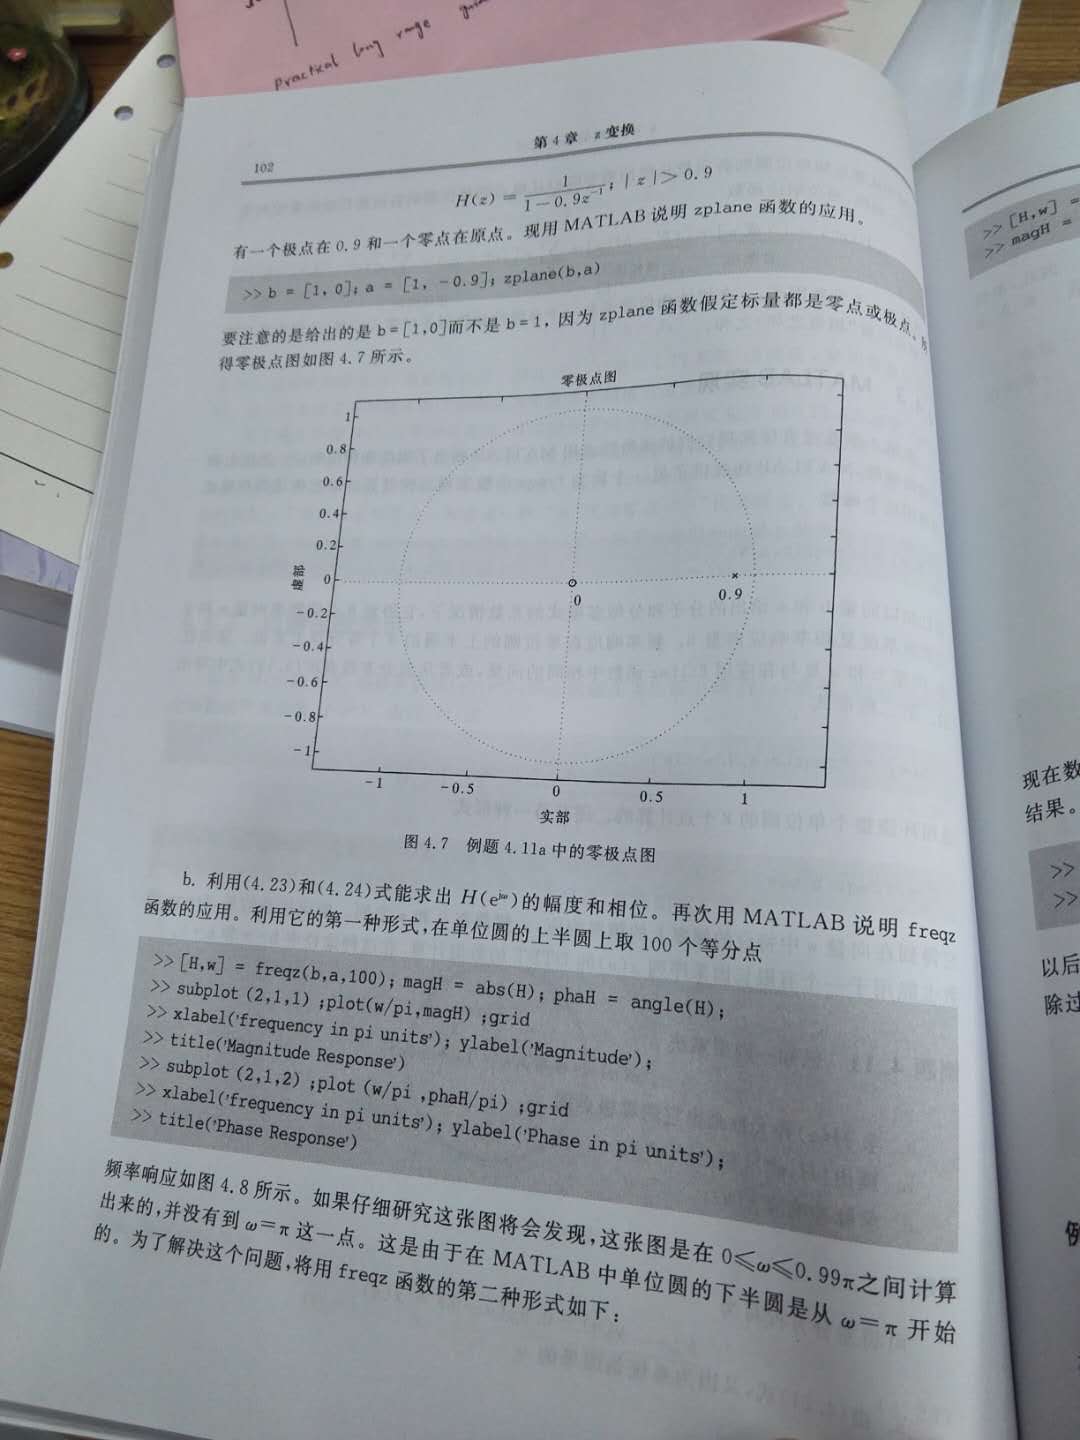 practical long range
102
第 4 章 z 变换
H(z) = 1 / (1 − 0.9z⁻¹); |z| > 0.9
有一个极点在 0.9 和一个零点在原点。现用 MATLAB 说明 zplane 函数的应用。
>> b = [1, 0]; a = [1, -0.9]; zplane(b,a)
要注意的是给出的是 b=[1,0]而不是 b=1，因为 zplane 函数假定标量都是零点或极点。所
得零极点图如图 4.7 所示。
零极点图
1
0.8
0.6
0.4
0.2
0
-0.2
-0.4
-0.6
-0.8
-1
虚部
0
0.9
-1
-0.5
0
0.5
1
实部
图 4.7 例题 4.11a 中的零极点图
b. 利用(4.23)和(4.24)式能求出 H(e^jω)的幅度和相位。再次用 MATLAB 说明 freqz
函数的应用。利用它的第一种形式，在单位圆的上半圆上取 100 个等分点
>> [H,w] = freqz(b,a,100); magH = abs(H); phaH = angle(H);
>> subplot (2,1,1) ;plot(w/pi,magH) ;grid
>> xlabel('frequency in pi units'); ylabel('Magnitude');
>> title('Magnitude Response')
>> subplot (2,1,2) ;plot (w/pi ,phaH/pi) ;grid
>> xlabel('frequency in pi units'); ylabel('Phase in pi units');
>> title('Phase Response')
频率响应如图 4.8 所示。如果仔细研究这张图将会发现，这张图是在 0≤ω≤0.99π之间计算
出来的，并没有到 ω=π 这一点。这是由于在 MATLAB 中单位圆的下半圆是从 ω=π 开始
的。为了解决这个问题，将用 freqz 函数的第二种形式如下：
>> [H,w] =
>> magH =
现在数
结果。
>>
>>
以后
除过